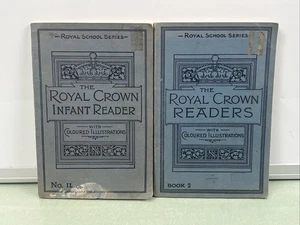 ROYAL SCHOOL SERIES
THE
ROYAL CROWN
INFANT READER
WITH
COLOURED ILLUSTRATIONS
No. II.
ROYAL SCHOOL SERIES
THE
ROYAL CROWN
READERS
WITH
COLOURED ILLUSTRATIONS
BOOK I